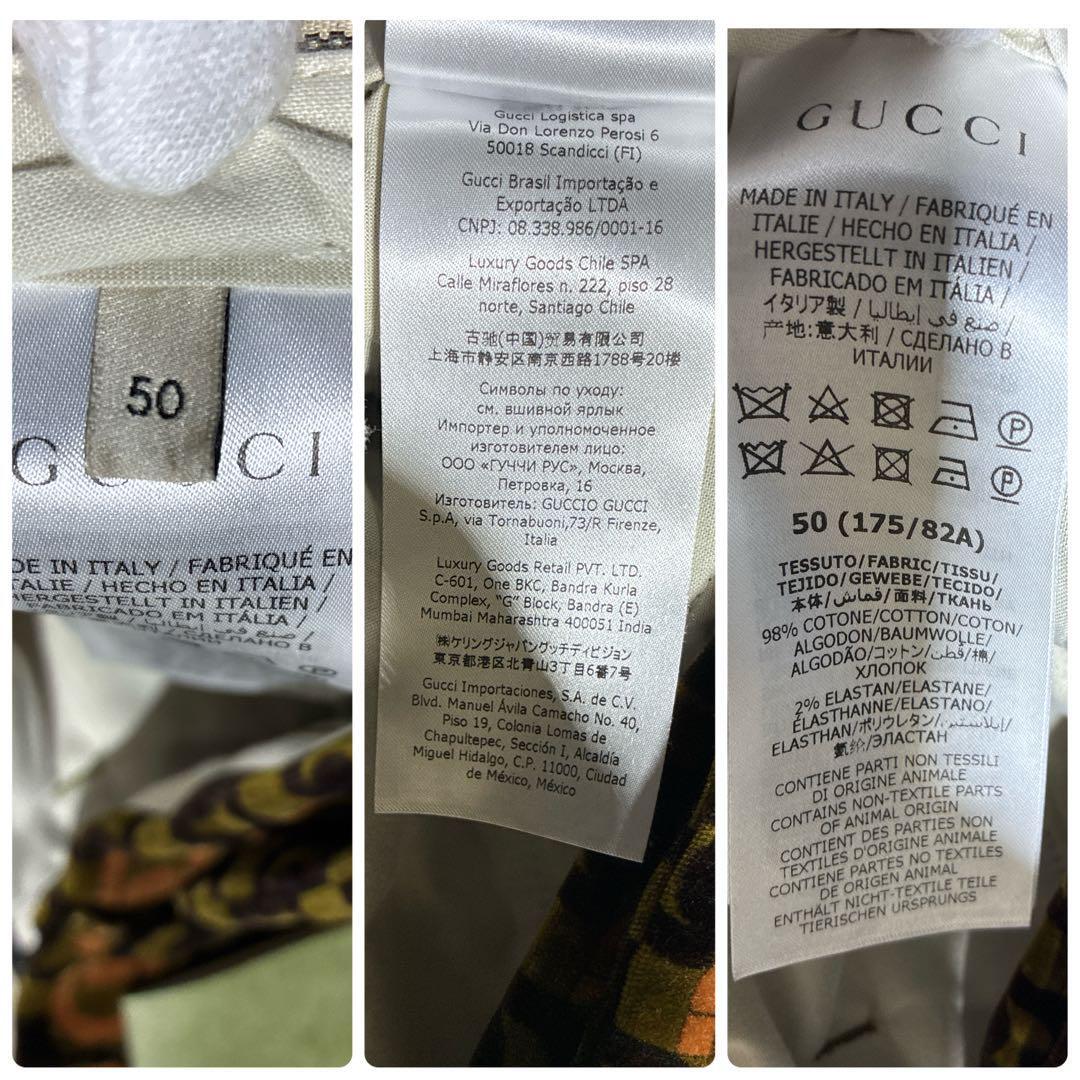 50
GUCCI
DE IN ITALY / FABRIQUÉ EN
TALIE / HECHO EN ITALIA /
HERGESTELLT IN ITALIEN /
Gucci Logistica spa
Via Don Lorenzo Perosi 6
50018 Scandicci (FI)
Gucci Brasil Importação e
Exportação LTDA
CNPJ: 08.338.986/0001-16
Luxury Goods Chile SPA
Calle Miraflores n. 222, piso 28
norte, Santiago Chile
古驰(中国)贸易有限公司
上海市静安区南京西路1788号20楼
Символы по уходу:
см. вшивной ярлык
Импортер и уполномоченное
изготовителем лицо:
ООО «ГУЧЧИ РУС», Москва,
Петровка, 16
Изготовитель: GUCCIO GUCCI
S.p.A, via Tornabuoni,73/R Firenze,
Italia
Luxury Goods Retail PVT. LTD.
C-601, One BKC, Bandra Kurla
Complex, "G" Block, Bandra (E)
Mumbai Maharashtra 400051 India
㈱ケリングジャパングッチディビジョン
東京都港区北青山3丁目6番7号
Gucci Importaciones, S.A. de C.V.
Blvd. Manuel Ávila Camacho No. 40,
Piso 19, Colonia Lomas de
Chapultepec, Sección I, Alcaldía
Miguel Hidalgo, C.P. 11000, Ciudad
de México, México
GUCCI
MADE IN ITALY / FABRIQUÉ EN
ITALIE / HECHO EN ITALIA /
HERGESTELLT IN ITALIEN /
FABRICADO EM ITÁLIA /
イタリア製 / صنع في إيطاليا /
产地:意大利 / СДЕЛАНО В
ИТАЛИИ
P
P
50 (175/82A)
TESSUTO/FABRIC/TISSU/
TEJIDO/GEWEBE/TECIDO/
本体/قماش/面料/ТКАНЬ
98% COTONE/COTTON/COTON/
ALGODON/BAUMWOLLE/
ALGODÃO/コットン/قطن/棉/
ХЛОПОК
2% ELASTAN/ELASTANE/
ÉLASTHANNE/ELASTANO/
ELASTHAN/ポリウレタン/إيلاستين/
氨纶/ЭЛАСТАН
CONTIENE PARTI NON TESSILI
DI ORIGINE ANIMALE
CONTAINS NON-TEXTILE PARTS
OF ANIMAL ORIGIN
CONTIENT DES PARTIES NON
TEXTILES D'ORIGINE ANIMALE
CONTIENE PARTES NO TEXTILES
DE ORIGEN ANIMAL
ENTHÄLT NICHT-TEXTILE TEILE
TIERISCHEN URSPRUNGS